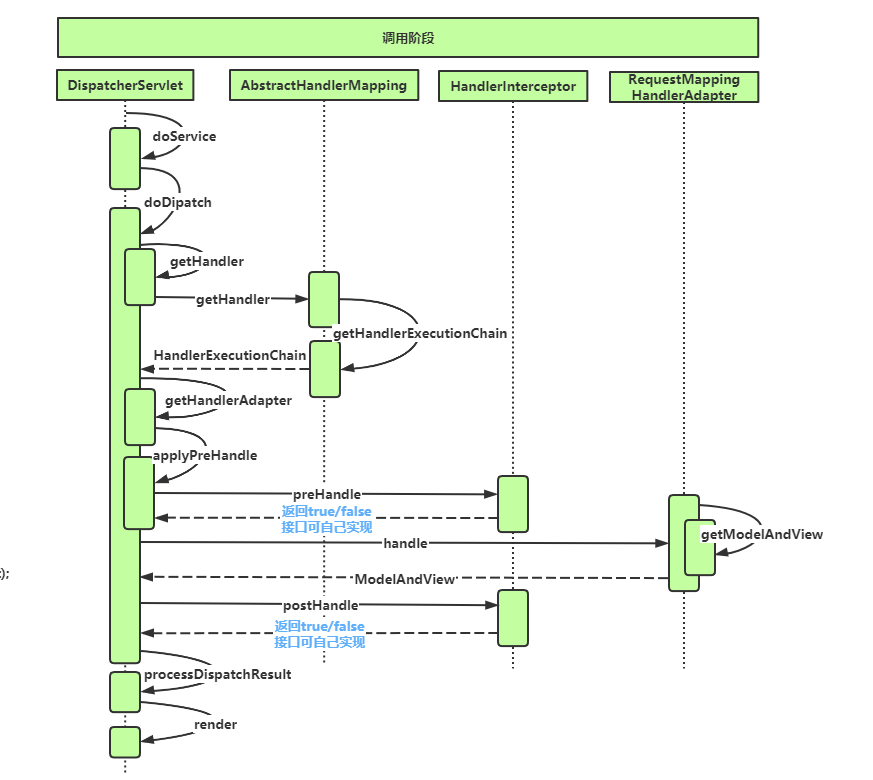 调用阶段
DispatcherServlet
AbstractHandlerMapping
HandlerInterceptor
RequestMapping
HandlerAdapter
doService
doDipatch
getHandler
getHandler
getHandlerExecutionChain
HandlerExecutionChain
getHandlerAdapter
applyPreHandle
preHandle
返回true/false
接口可自己实现
getModelAndView
handle
);
ModelAndView
postHandle
返回true/false
接口可自己实现
processDispatchResult
render